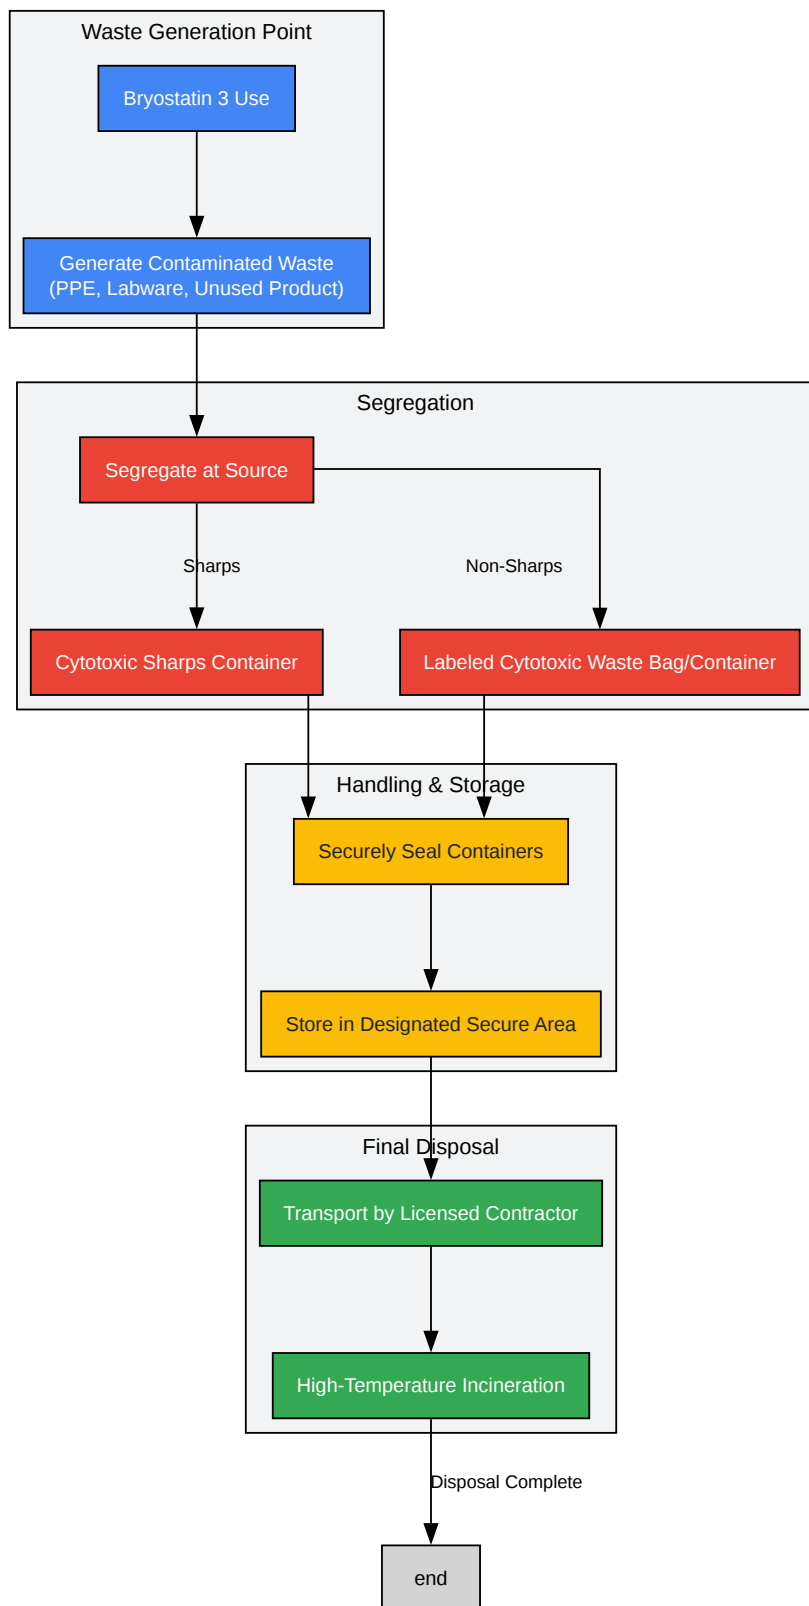 Waste Generation Point
Bryostatin 3 Use
Generate Contaminated Waste
(PPE, Labware, Unused Product)
Segregation
Segregate at Source
Sharps
Non-Sharps
Cytotoxic Sharps Container
Labeled Cytotoxic Waste Bag/Container
Handling & Storage
Securely Seal Containers
Store in Designated Secure Area
Final Disposal
Transport by Licensed Contractor
High-Temperature Incineration
Disposal Complete
end